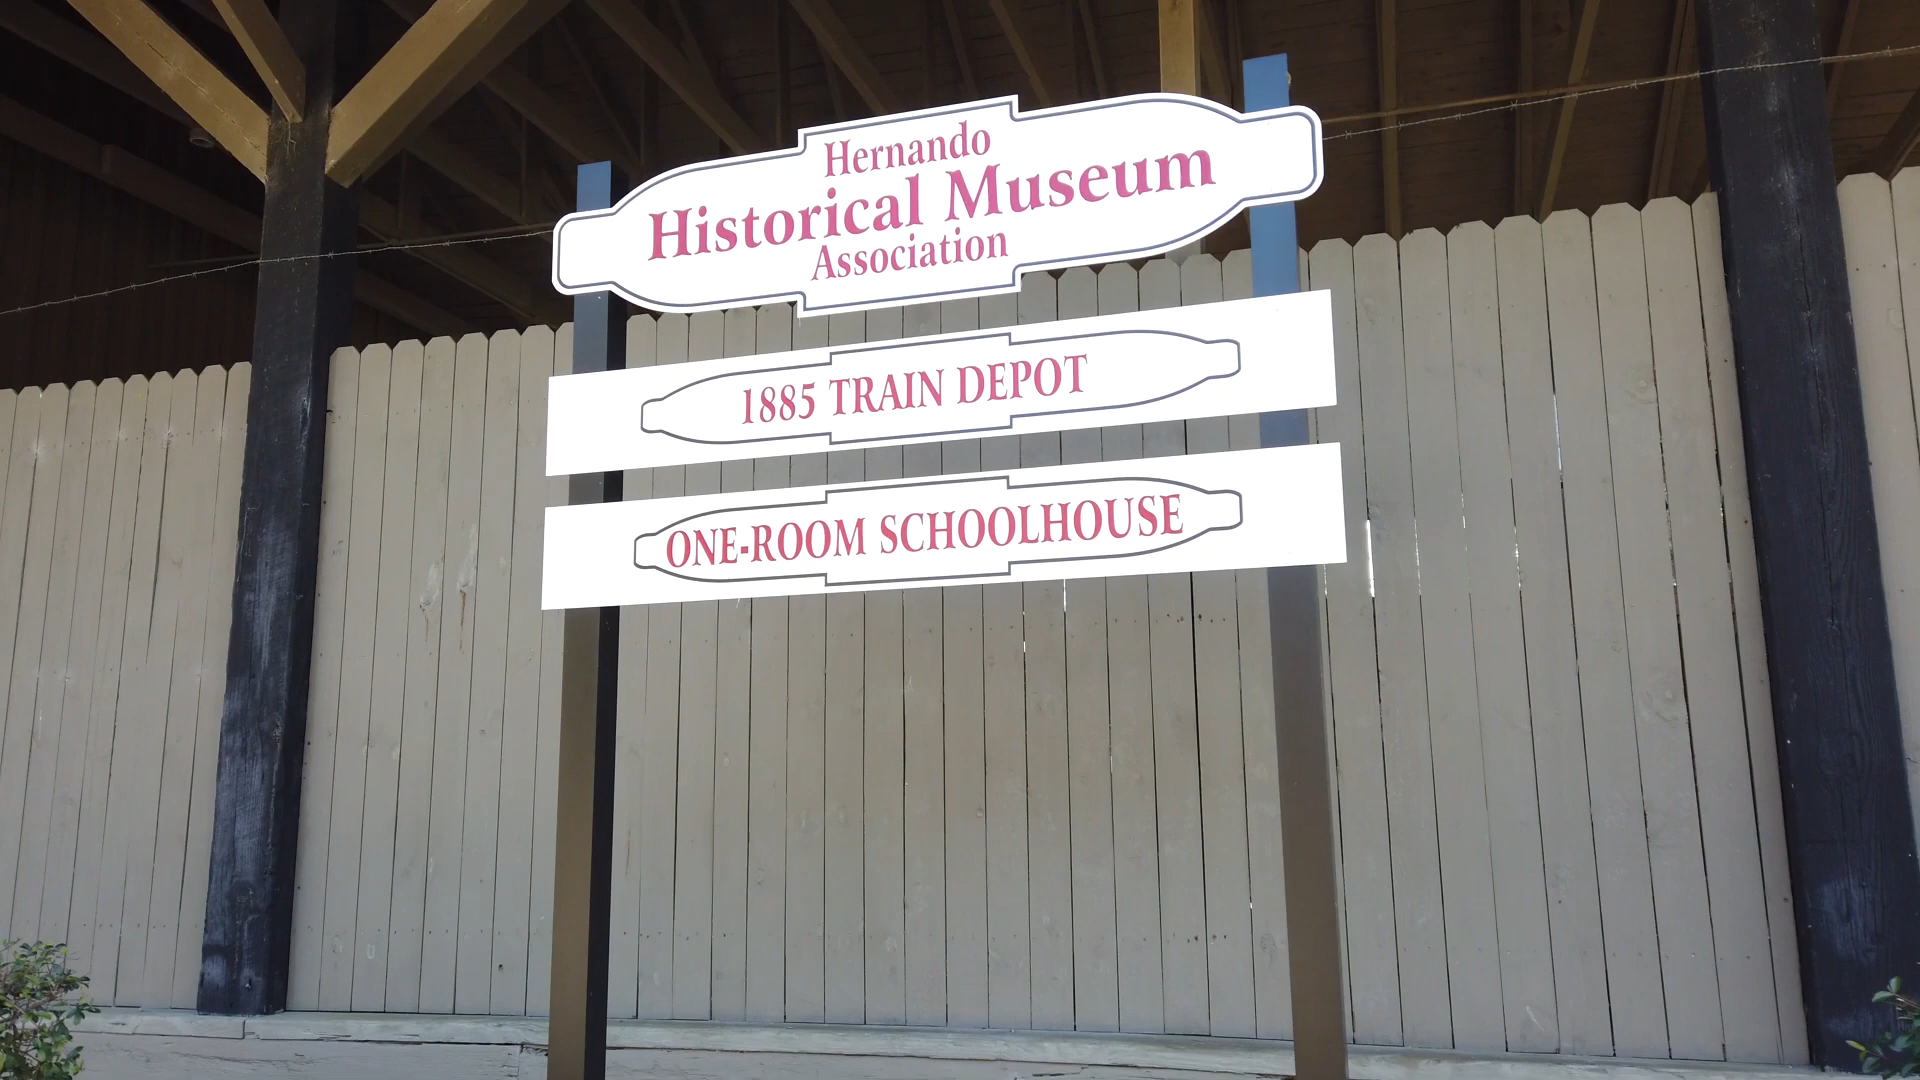 Hernando
Historical Museum
Association
1885 TRAIN DEPOT
ONE-ROOM SCHOOLHOUSE